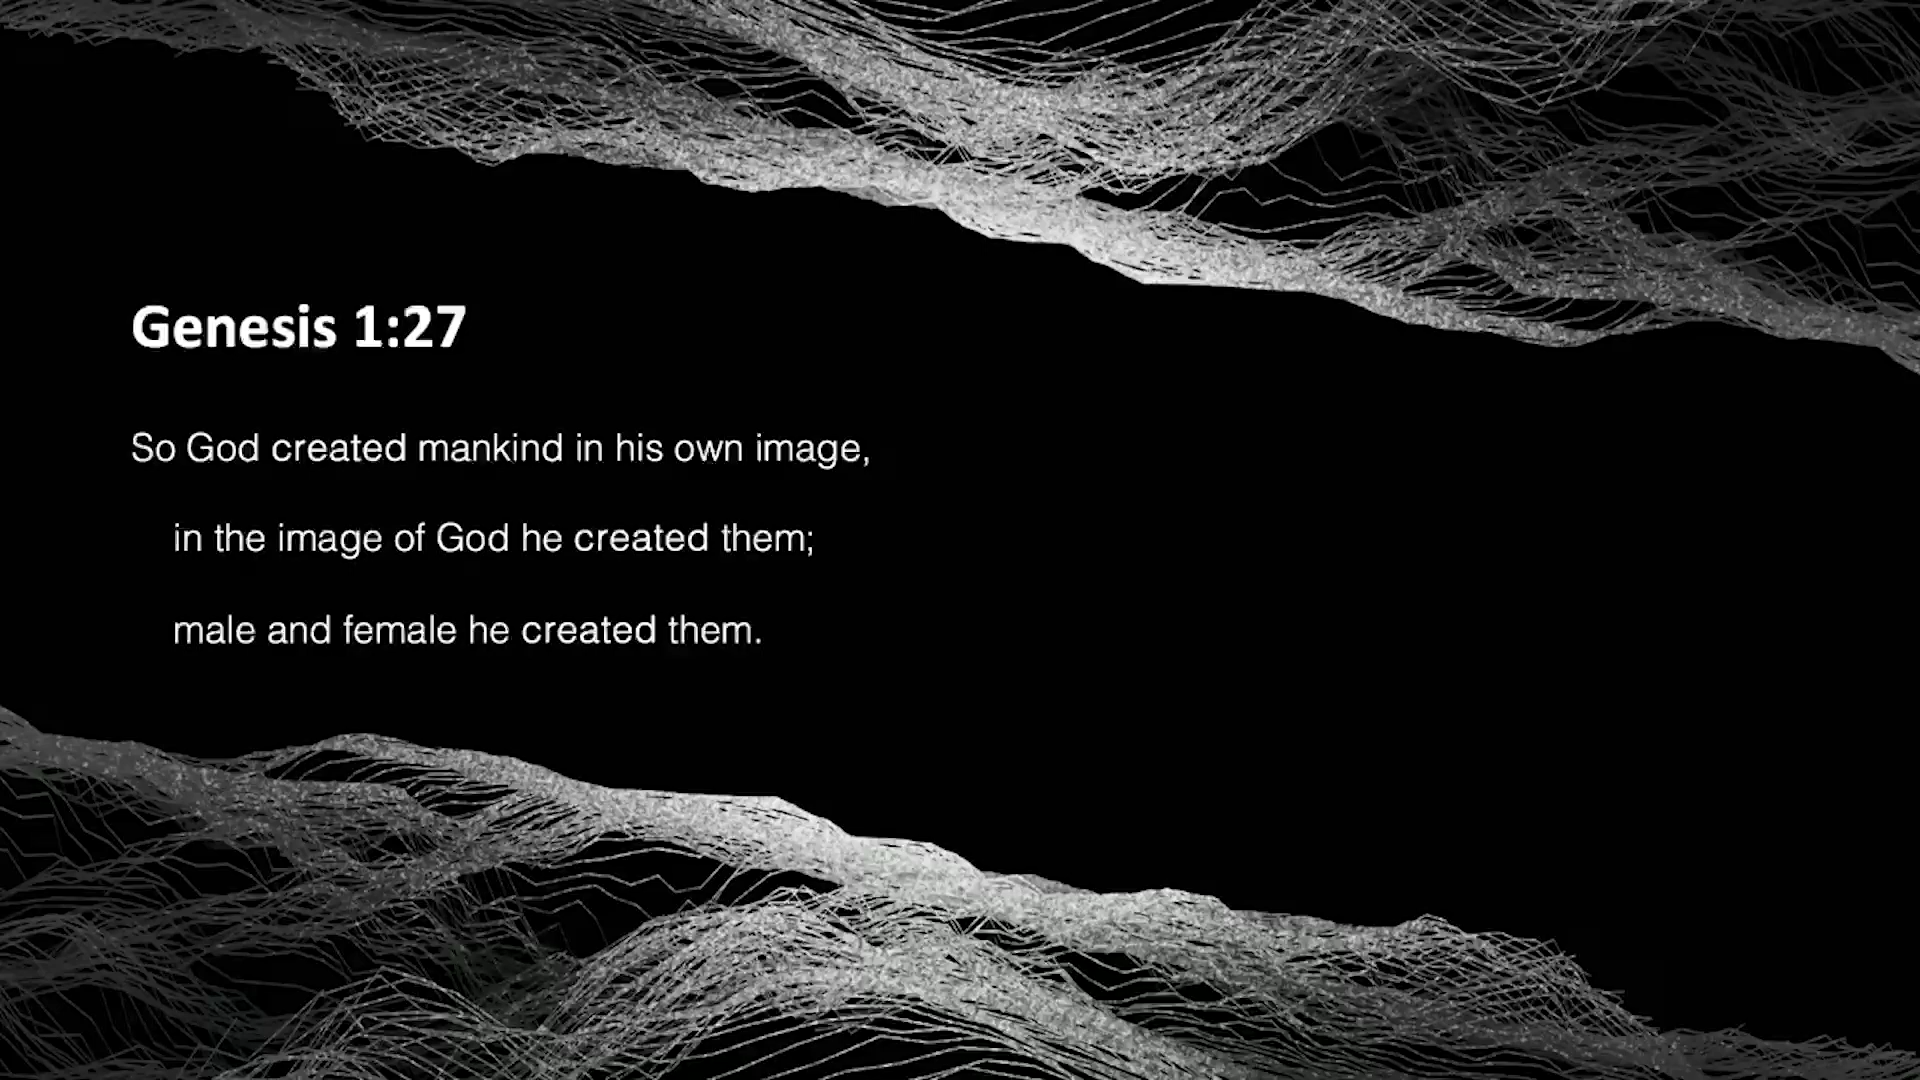 Genesis 1:27
So God created mankind in his own image,
in the image of God he created them;
male and female he created them.